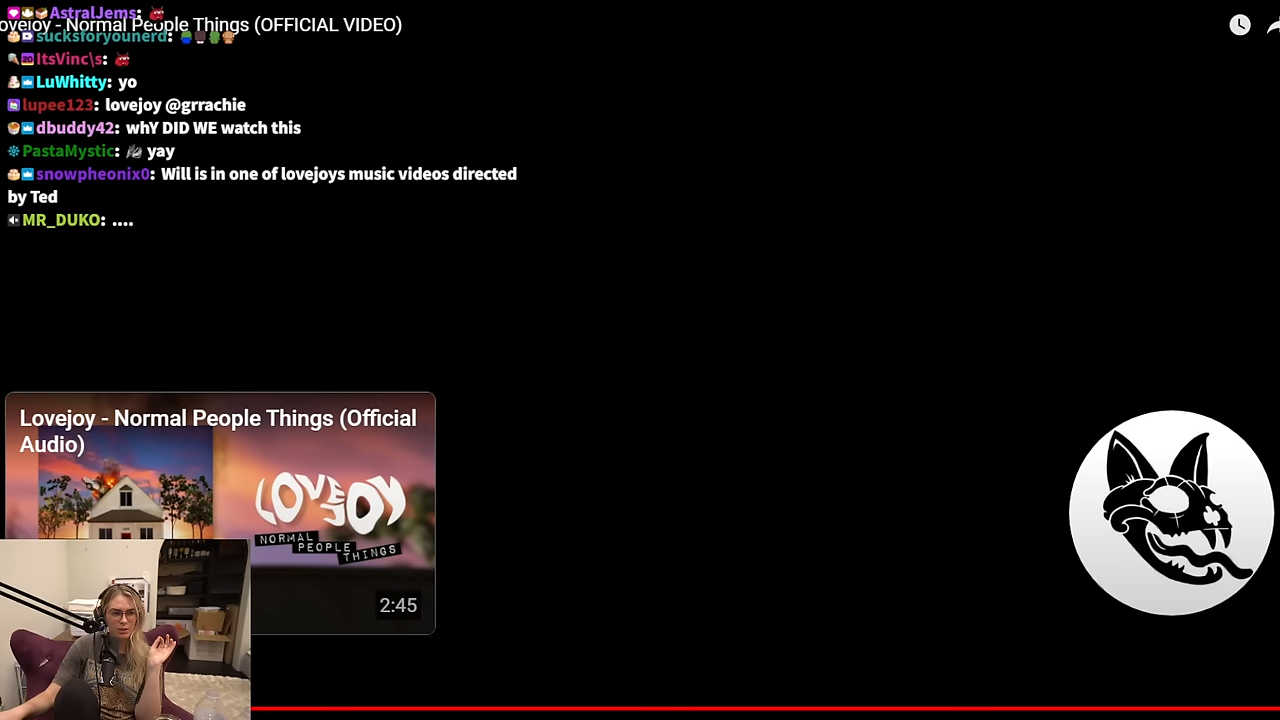 AstralJems:
ovejoy - Normal People Things (OFFICIAL VIDEO)
sucksforyounerd:
ItsVinc\s:
LuWhitty: yo
lupee123: lovejoy @grrachie
dbuddy42: whY DID WE watch this
PastaMystic: yay
snowpheonix0: Will is in one of lovejoys music videos directed
by Ted
MR_DUKO: ....
Lovejoy - Normal People Things (Official
Audio)
LOVEJOY
NORMAL
PEOPLE
THINGS
2:45